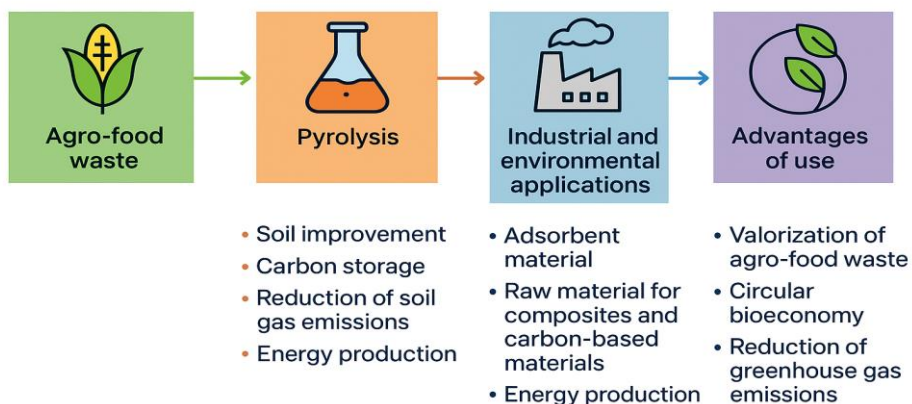 Agro-food
waste
Pyrolysis
Industrial and
environmental
applications
Advantages
of use
• Soil improvement
• Carbon storage
• Reduction of soil
gas emissions
• Energy production
• Adsorbent
material
• Raw material for
composites and
carbon-based
materials
• Energy production
• Valorization of
agro-food waste
• Circular
bioeconomy
• Reduction of
greenhouse gas
emissions